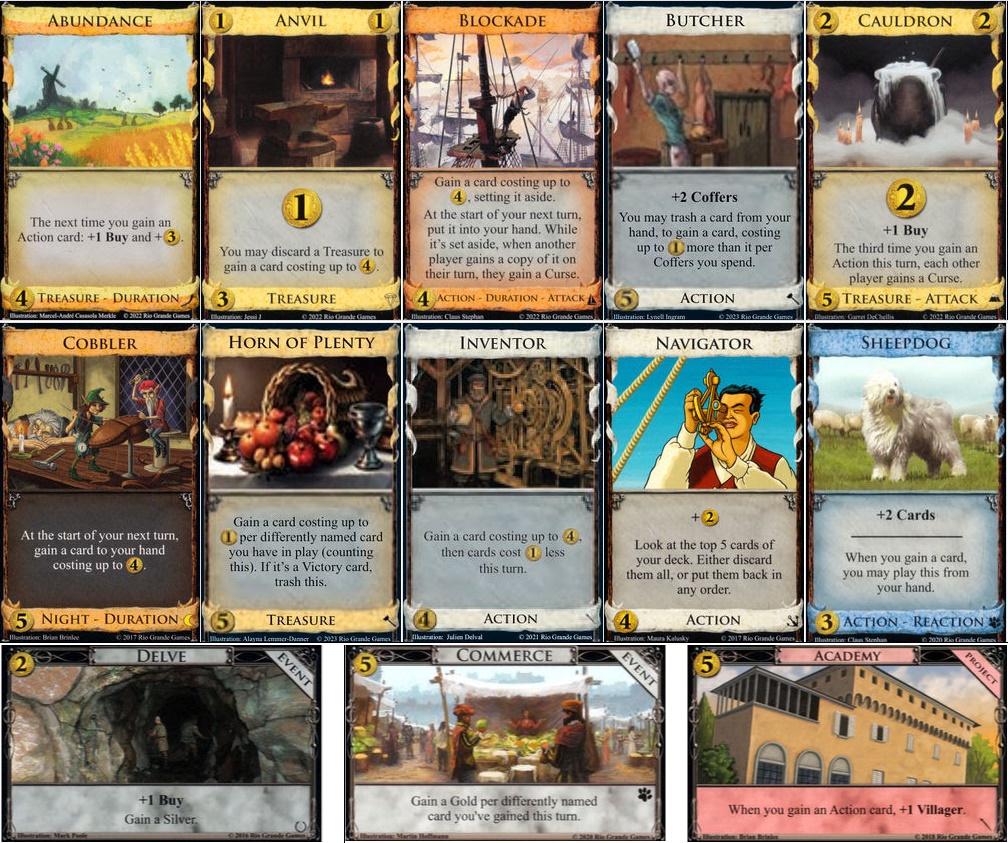 ABUNDANCE
The next time you gain an
Action card: +1 Buy and +3.
4 TREASURE - DURATION
Illustration: Marcel-André Casasola Merkle © 2022 Rio Grande Games
1 ANVIL 1
1
You may discard a Treasure to
gain a card costing up to 4.
3 TREASURE
Illustration: Jessi J © 2022 Rio Grande Games
BLOCKADE
Gain a card costing up to
4, setting it aside.
At the start of your next turn,
put it into your hand. While
it's set aside, when another
player gains a copy of it on
their turn, they gain a Curse.
4 ACTION - DURATION - ATTACK
Illustration: Claus Stephan © 2022 Rio Grande Games
BUTCHER
+2 Coffers
You may trash a card from your
hand, to gain a card, costing
up to 1 more than it per
Coffers you spend.
5 ACTION
Illustration: Lynell Ingram © 2023 Rio Grande Games
2 CAULDRON 2
2
+1 Buy
The third time you gain an
Action this turn, each other
player gains a Curse.
5 TREASURE - ATTACK
Illustration: Garret DeChellis © 2022 Rio Grande Games
COBBLER
At the start of your next turn,
gain a card to your hand
costing up to 4.
5 NIGHT - DURATION
Illustration: Brian Brinlee © 2017 Rio Grande Games
HORN OF PLENTY
Gain a card costing up to
1 per differently named card
you have in play (counting
this). If it's a Victory card,
trash this.
5 TREASURE
Illustration: Alayna Lemmer-Danner © 2023 Rio Grande Games
INVENTOR
Gain a card costing up to 4,
then cards cost 1 less
this turn.
4 ACTION
Illustration: Julien Delval © 2021 Rio Grande Games
NAVIGATOR
+2
Look at the top 5 cards of
your deck. Either discard
them all, or put them back in
any order.
4 ACTION
Illustration: Maura Kalusky © 2017 Rio Grande Games
SHEEPDOG
+2 Cards
When you gain a card,
you may play this from
your hand.
3 ACTION - REACTION
Illustration: Claus Stephan © 2020 Rio Grande Games
2 DELVE EVENT
+1 Buy
Gain a Silver.
Illustration: Mark Poole © 2016 Rio Grande Games
5 COMMERCE EVENT
Gain a Gold per differently named
card you've gained this turn.
Illustration: Martin Hoffmann © 2020 Rio Grande Games
5 ACADEMY PROJECT
When you gain an Action card, +1 Villager.
Illustration: Brian Brinlee © 2018 Rio Grande Games